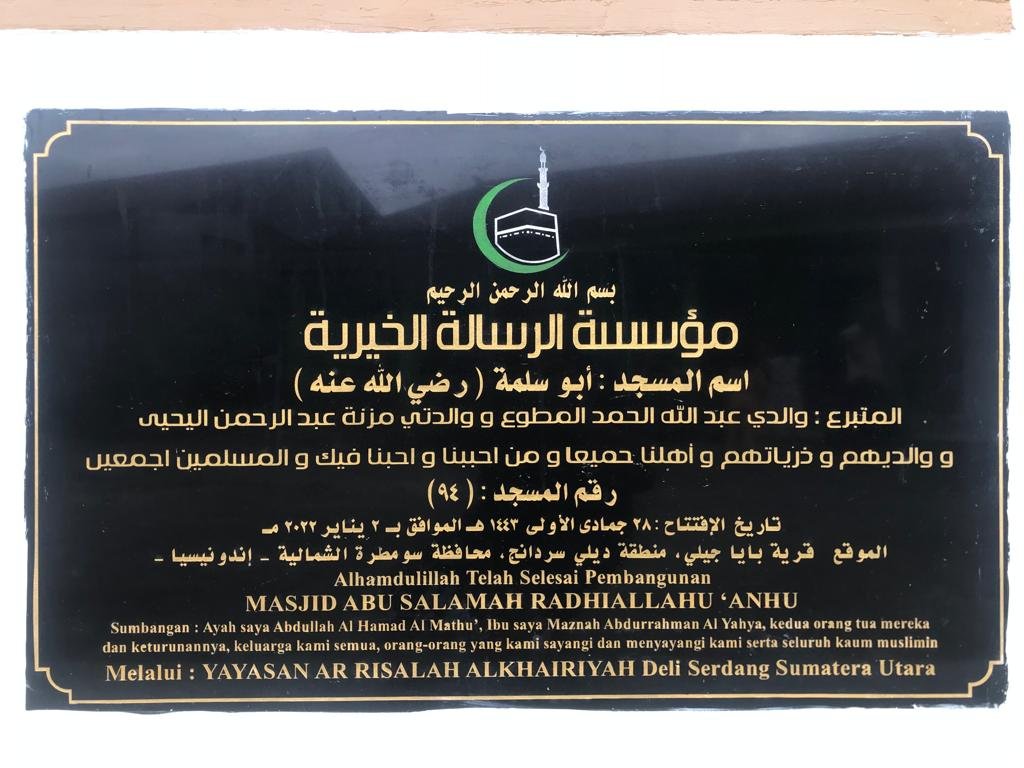 بسم الله الرحمن الرحيم
مؤسسة الرسالة الخيرية
اسم المسجد : أبو سلمة ( رضي الله عنه )
المتبرع : والدي عبد الله الحمد المطوع و والدتي مزنة عبد الرحمن اليحيى
و والديهم و ذرياتهم و أهلنا جميعا و من احببنا و احبنا فيك و المسلمين اجمعين
رقم المسجد : ( ٩٤ )
تاريخ الإفتتاح : ٢٨ جمادى الأولى ١٤٤٣ هـ الموافق بـ ٢ يناير ٢٠٢٢ مـ
الموقع قرية بايا جيلي، منطقة ديلي سردانج، محافظة سومطرة الشمالية - إندونيسيا -
Alhamdulillah Telah Selesai Pembangunan
MASJID ABU SALAMAH RADHIALLAHU ‘ANHU
Sumbangan : Ayah saya Abdullah Al Hamad Al Mathu’, Ibu saya Maznah Abdurrahman Al Yahya, kedua orang tua mereka
dan keturunannya, keluarga kami semua, orang-orang yang kami sayangi dan menyayangi kami serta seluruh kaum muslimin
Melalui : YAYASAN AR RISALAH ALKHAIRIYAH Deli Serdang Sumatera Utara